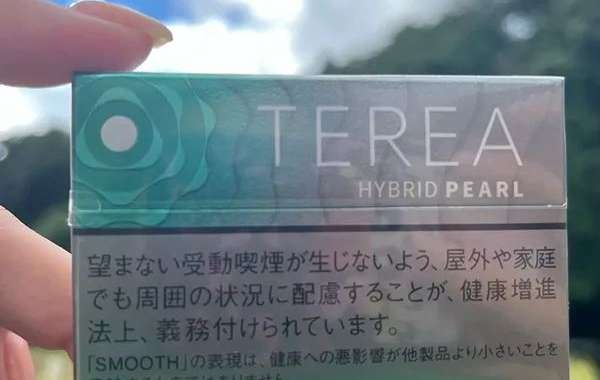 TEREA
HYBRID PEARL
望まない受動喫煙が生じないよう、屋外や家庭
でも周囲の状況に配慮することが、健康増進
法上、義務付けられています。
「SMOOTH」の表現は、健康への悪影響が他製品より小さいことを